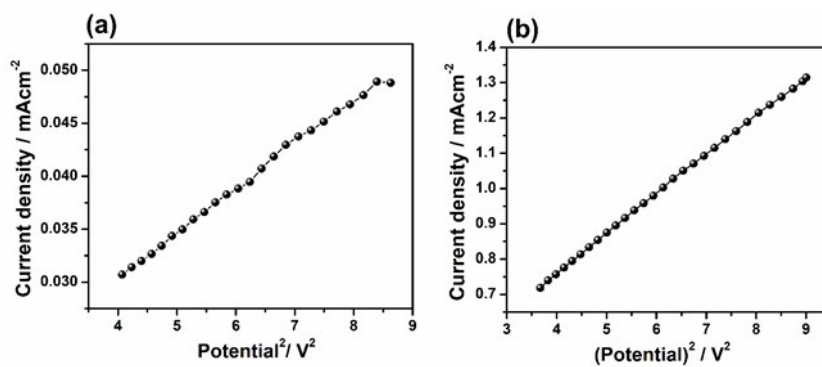 (a)
0.050
0.045
0.040
0.035
0.030
Current density / mAcm⁻²
4 5 6 7 8 9
Potential²/ V²
(b)
1.4
1.3
1.2
1.1
1.0
0.9
0.8
0.7
Current density / mAcm⁻²
3 4 5 6 7 8 9
(Potential)² / V²